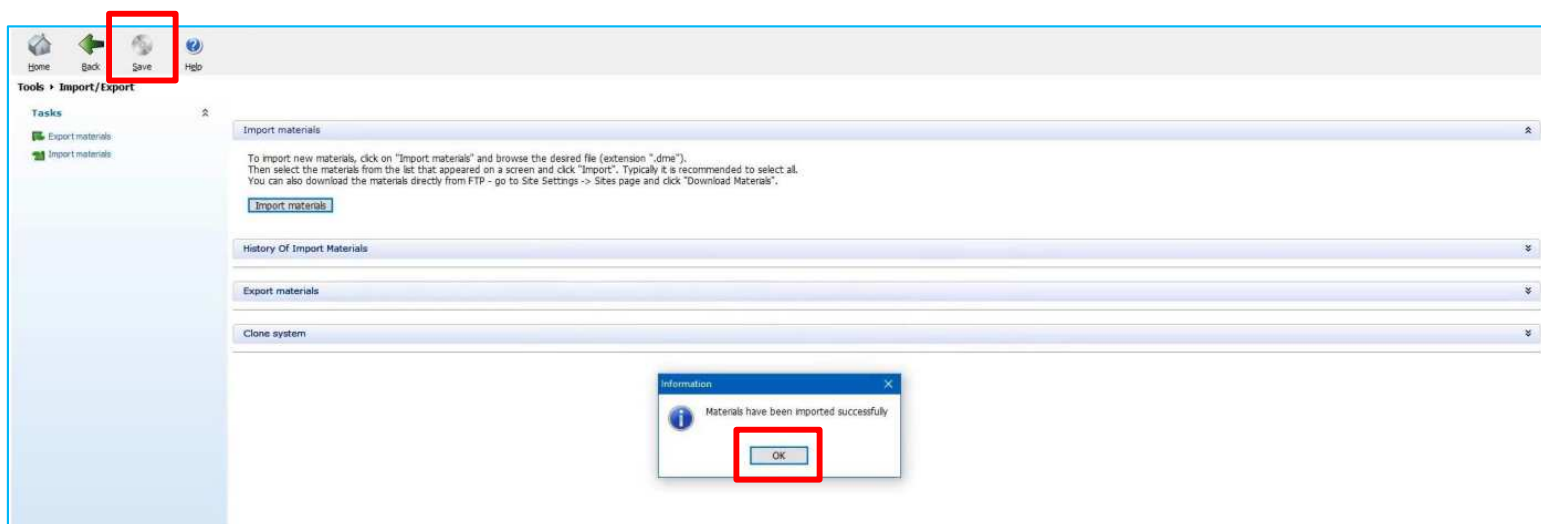 Home Back Save Help
Tools ▸ Import/Export
Tasks
Export materials
Import materials
Import materials
To import new materials, click on "Import materials" and browse the desired file (extension ".dme").
Then select the materials from the list that appeared on a screen and click "Import". Typically it is recommended to select all.
You can also download the materials directly from FTP - go to Site Settings -> Sites page and click "Download Materials".
Import materials
History Of Import Materials
Export materials
Clone system
Information
Materials have been imported successfully
OK